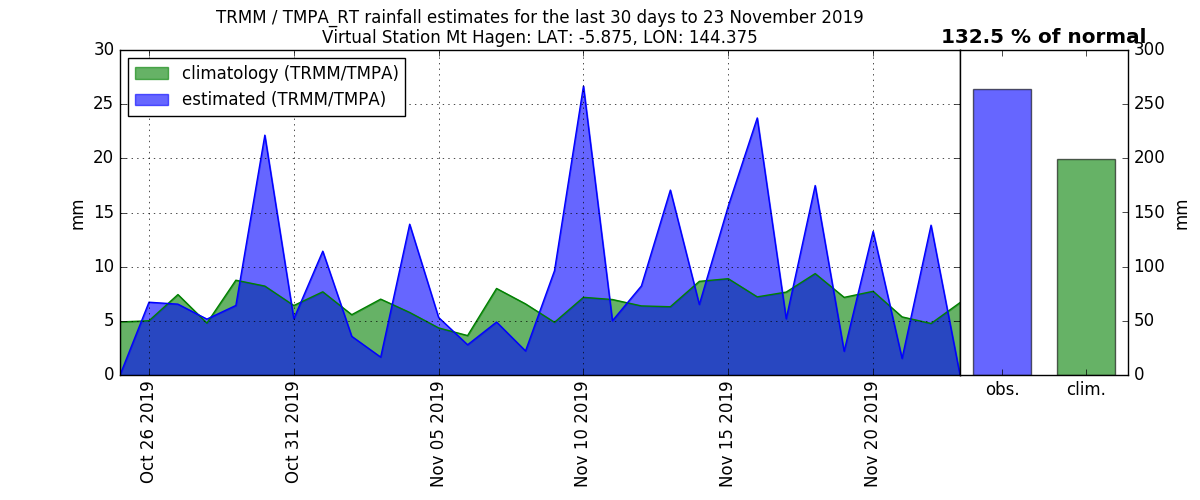 TRMM / TMPA_RT rainfall estimates for the last 30 days to 23 November 2019
Virtual Station Mt Hagen: LAT: -5.875, LON: 144.375
132.5 % of normal
climatology (TRMM/TMPA)
estimated (TRMM/TMPA)
30
25
20
15
10
5
0
mm
Oct 26 2019
Oct 31 2019
Nov 05 2019
Nov 10 2019
Nov 15 2019
Nov 20 2019
300
250
200
150
100
50
0
mm
obs.
clim.